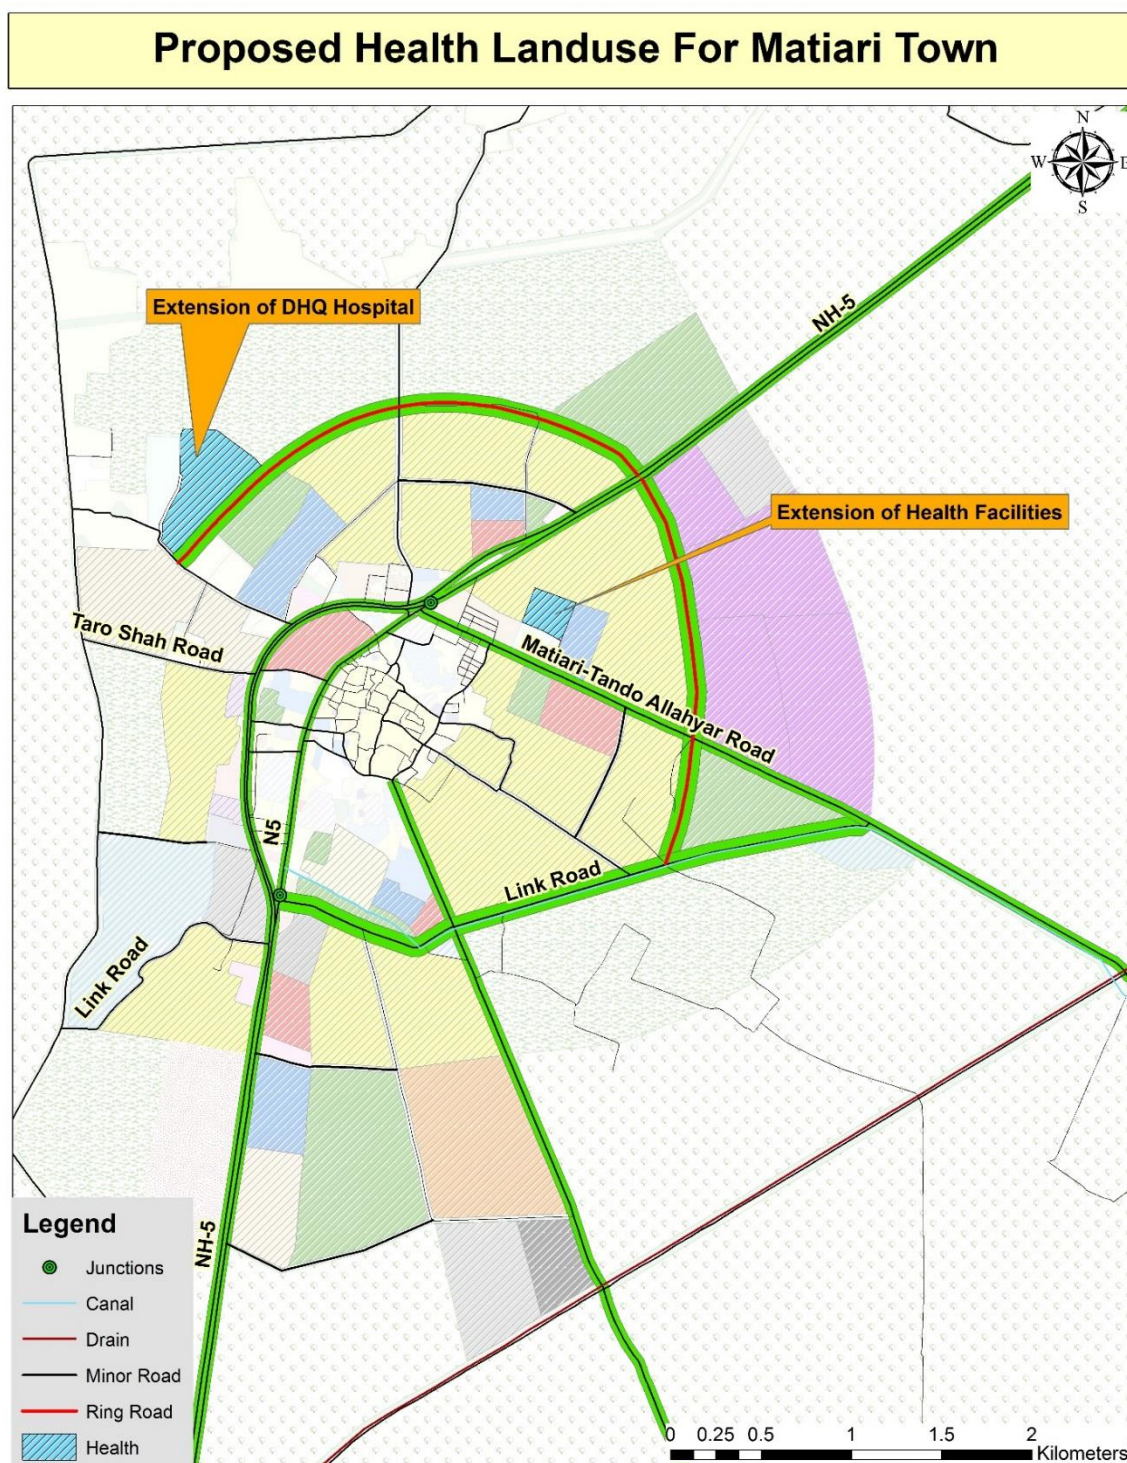 Proposed Health Landuse For Matiari Town
N
W
E
S
Extension of DHQ Hospital
NH-5
Extension of Health Facilities
Taro Shah Road
Matiari-Tando Allahyar Road
N5
Link Road
Link Road
NH-5
Legend
Junctions
Canal
Drain
Minor Road
Ring Road
Health
0 0.25 0.5 1 1.5 2
Kilometers